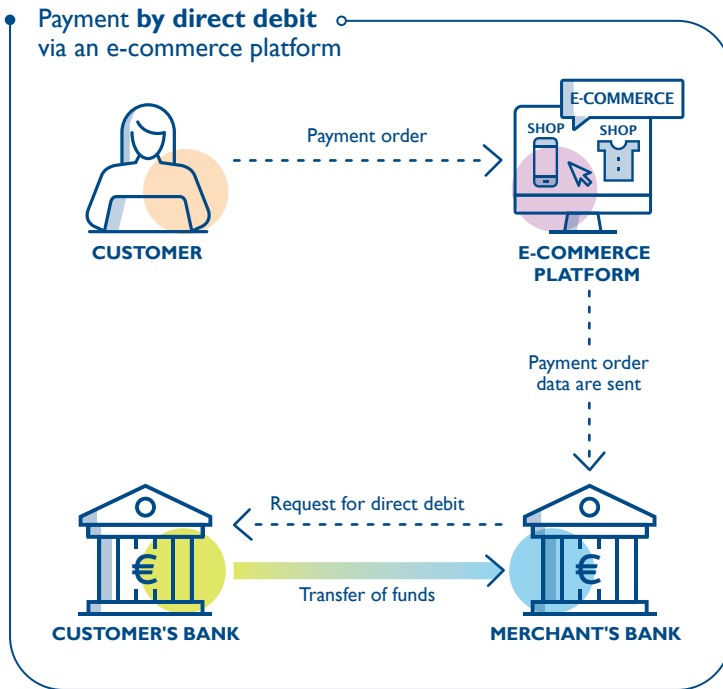 Payment by direct debit
via an e-commerce platform
E-COMMERCE
SHOP
SHOP
Payment order
CUSTOMER
E-COMMERCE
PLATFORM
Payment order
data are sent
Request for direct debit
€
€
Transfer of funds
CUSTOMER'S BANK
MERCHANT'S BANK